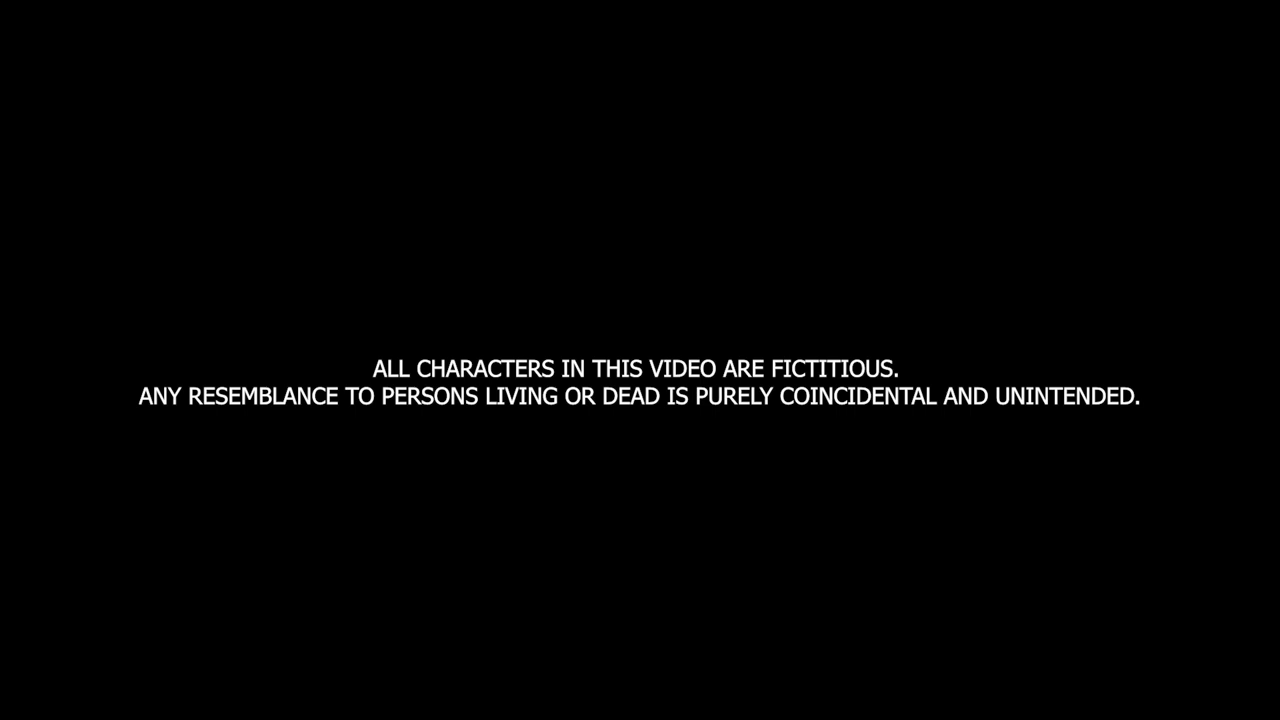 ALL CHARACTERS IN THIS VIDEO ARE FICTITIOUS.
ANY RESEMBLANCE TO PERSONS LIVING OR DEAD IS PURELY COINCIDENTAL AND UNINTENDED.